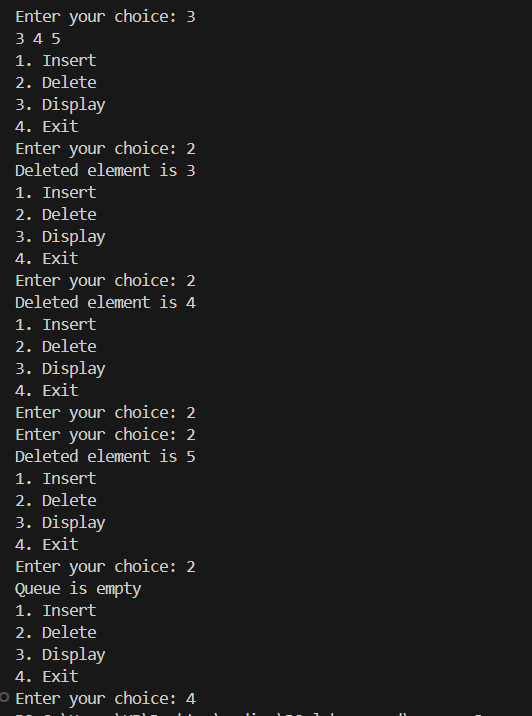 Enter your choice: 3
3 4 5
1. Insert
2. Delete
3. Display
4. Exit
Enter your choice: 2
Deleted element is 3
1. Insert
2. Delete
3. Display
4. Exit
Enter your choice: 2
Deleted element is 4
1. Insert
2. Delete
3. Display
4. Exit
Enter your choice: 2
Enter your choice: 2
Deleted element is 5
1. Insert
2. Delete
3. Display
4. Exit
Enter your choice: 2
Queue is empty
1. Insert
2. Delete
3. Display
4. Exit
Enter your choice: 4